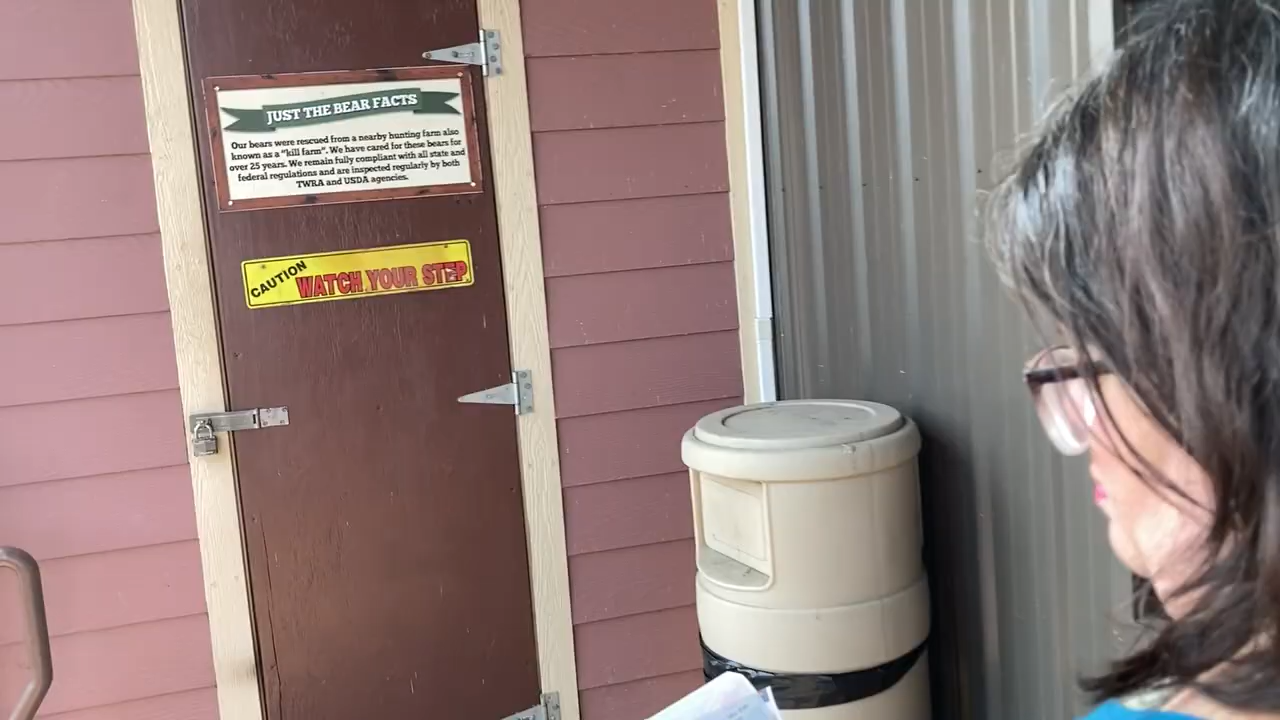 JUST THE BEAR FACTS
Our bears were rescued from a nearby hunting farm also
known as a "kill farm". We have cared for these bears for
over 25 years. We remain fully compliant with all state and
federal regulations and are inspected regularly by both
TWRA and USDA agencies.
CAUTION WATCH YOUR STEP